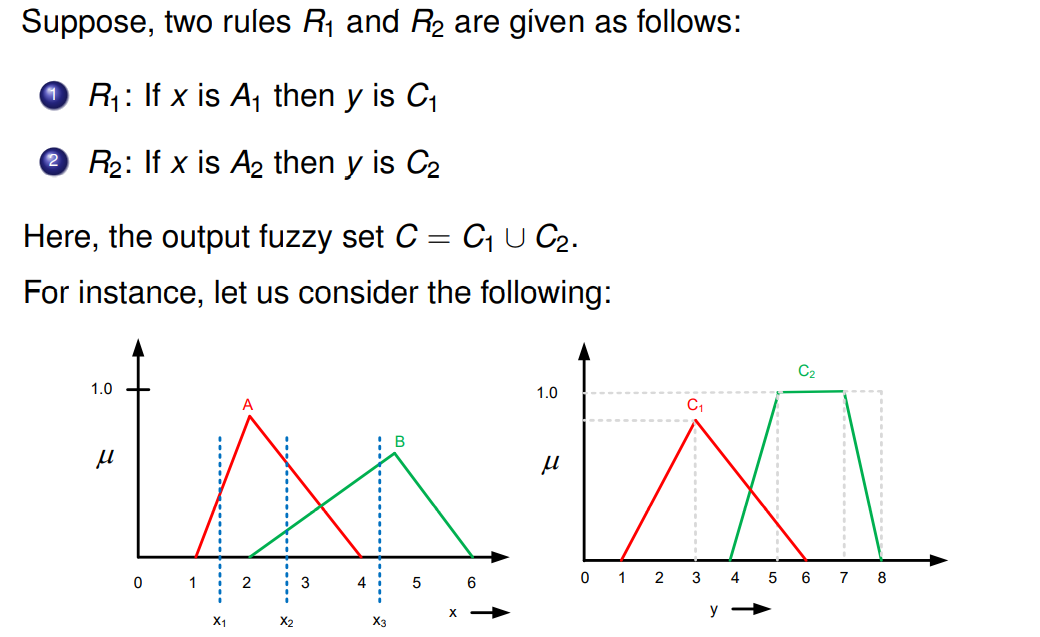 Suppose, two rules R₁ and R₂ are given as follows:
1 R₁: If x is A₁ then y is C₁
2 R₂: If x is A₂ then y is C₂
Here, the output fuzzy set C = C₁ ∪ C₂.
For instance, let us consider the following:
1.0
A
B
μ
0 1 2 3 4 5 6
x
x₁ x₂ x₃
1.0
C₁
C₂
μ
0 1 2 3 4 5 6 7 8
y